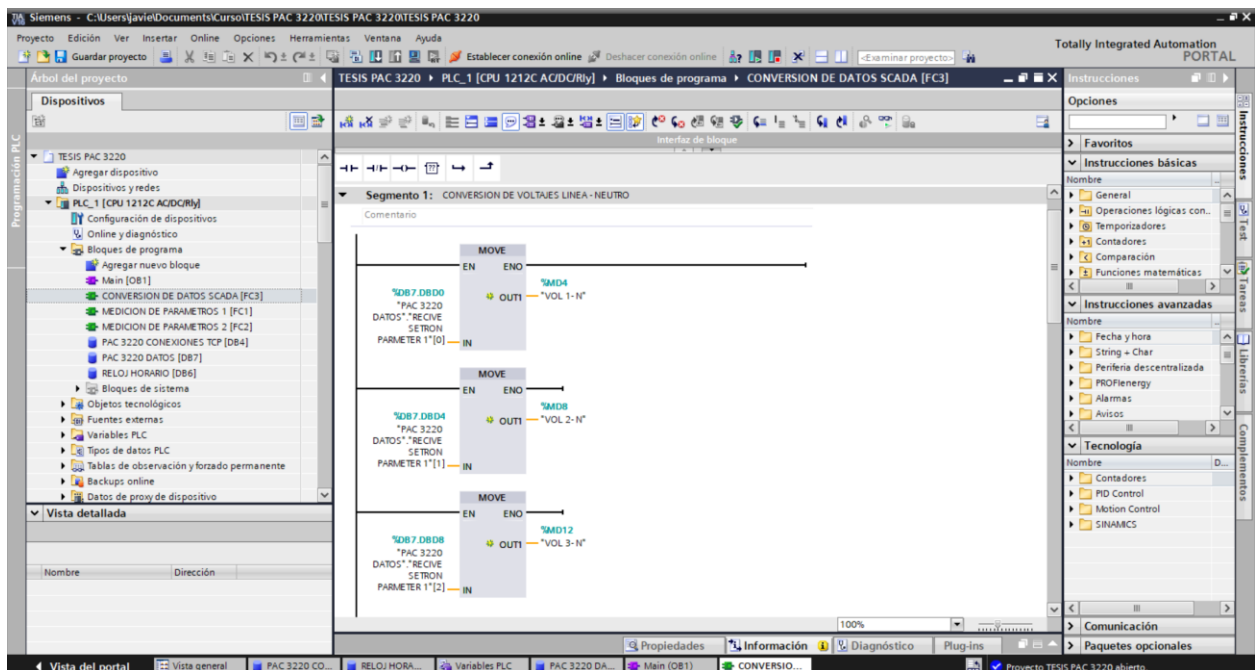 Siemens - C:\Users\javie\Documents\Curso\TESIS PAC 3220\TESIS PAC 3220\TESIS PAC 3220
Proyecto Edición Ver Insertar Online Opciones Herramientas Ventana Ayuda
Guardar proyecto Establecer conexión online Deshacer conexión online <Examinar proyecto>
Totally Integrated Automation
PORTAL
Árbol del proyecto
TESIS PAC 3220 PLC_1 [CPU 1212C AC/DC/Rly] Bloques de programa CONVERSION DE DATOS SCADA [FC3]
Instrucciones
Dispositivos
Opciones
Programación PLC
TESIS PAC 3220
Agregar dispositivo
Dispositivos y redes
PLC_1 [CPU 1212C AC/DC/Rly]
Configuración de dispositivos
Online y diagnóstico
Bloques de programa
Agregar nuevo bloque
Main [OB1]
CONVERSION DE DATOS SCADA [FC3]
MEDICION DE PARAMETROS 1 [FC1]
MEDICION DE PARAMETROS 2 [FC2]
PAC 3220 CONEXIONES TCP [DB4]
PAC 3220 DATOS [DB7]
RELOJ HORARIO [DB6]
Bloques de sistema
Objetos tecnológicos
Fuentes externas
Variables PLC
Tipos de datos PLC
Tablas de observación y forzado permanente
Backups online
Datos de proxy de dispositivo
Vista detallada
Nombre Dirección
Interfaz de bloque
Segmento 1: CONVERSION DE VOLTAJES LINEA - NEUTRO
Comentario
MOVE
EN ENO
%MD4
%DB7.DBD0
OUT1 "VOL 1-N"
"PAC 3220
DATOS"."RECIVE
SETRON
PARMETER 1"[0] IN
MOVE
EN ENO
%MD8
%DB7.DBD4
OUT1 "VOL 2-N"
"PAC 3220
DATOS"."RECIVE
SETRON
PARMETER 1"[1] IN
MOVE
EN ENO
%MD12
%DB7.DBD8
OUT1 "VOL 3-N"
"PAC 3220
DATOS"."RECIVE
SETRON
PARMETER 1"[2] IN
100%
Propiedades Información Diagnóstico Plug-ins
Favoritos
Instrucciones básicas
Nombre
General
Operaciones lógicas con...
Temporizadores
Contadores
Comparación
Funciones matemáticas
Instrucciones avanzadas
Nombre
Fecha y hora
String + Char
Periferia descentralizada
PROFIenergy
Alarmas
Avisos
Tecnología
Nombre D...
Contadores
PID Control
Motion Control
SINAMICS
Comunicación
Paquetes opcionales
Instrucciones
Test
Tareas
Librerías
Complementos
Vista del portal Vista general PAC 3220 CO... RELOJ HORA... Variables PLC PAC 3220 DA... Main (OB1) CONVERSIO... Proyecto TESIS PAC 3220 abierto